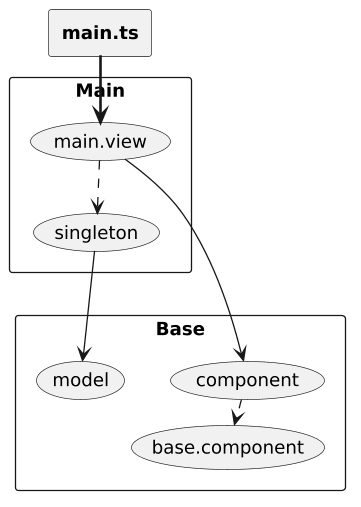 main.ts
Main
main.view
singleton
Base
model
component
base.component